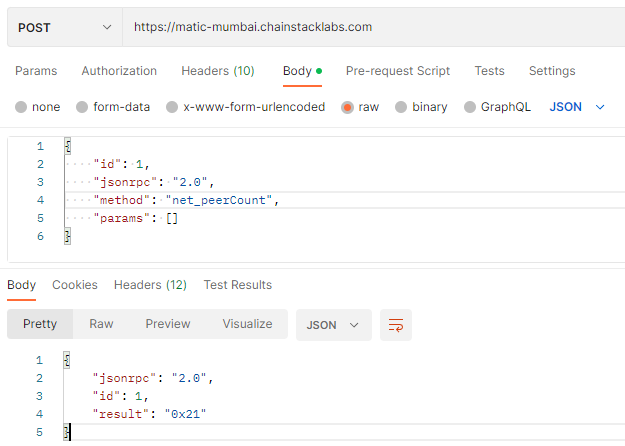 POST https://matic-mumbai.chainstacklabs.com
Params Authorization Headers (10) Body Pre-request Script Tests Settings
none form-data x-www-form-urlencoded raw binary GraphQL JSON
1 {
2 "id": 1,
3 "jsonrpc": "2.0",
4 "method": "net_peerCount",
5 "params": []
6 }
Body Cookies Headers (12) Test Results
Pretty Raw Preview Visualize JSON
1 {
2 "jsonrpc": "2.0",
3 "id": 1,
4 "result": "0x21"
5 }